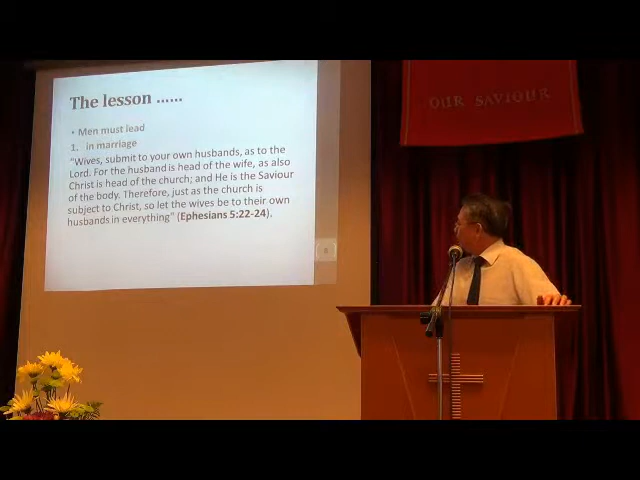 OUR SAVIOUR
The lesson ......
• Men must lead
1. in marriage
"Wives, submit to your own husbands, as to the
Lord. For the husband is head of the wife, as also
Christ is head of the church; and He is the Saviour
of the body. Therefore, just as the church is
subject to Christ, so let the wives be to their own
husbands in everything" (Ephesians 5:22-24).